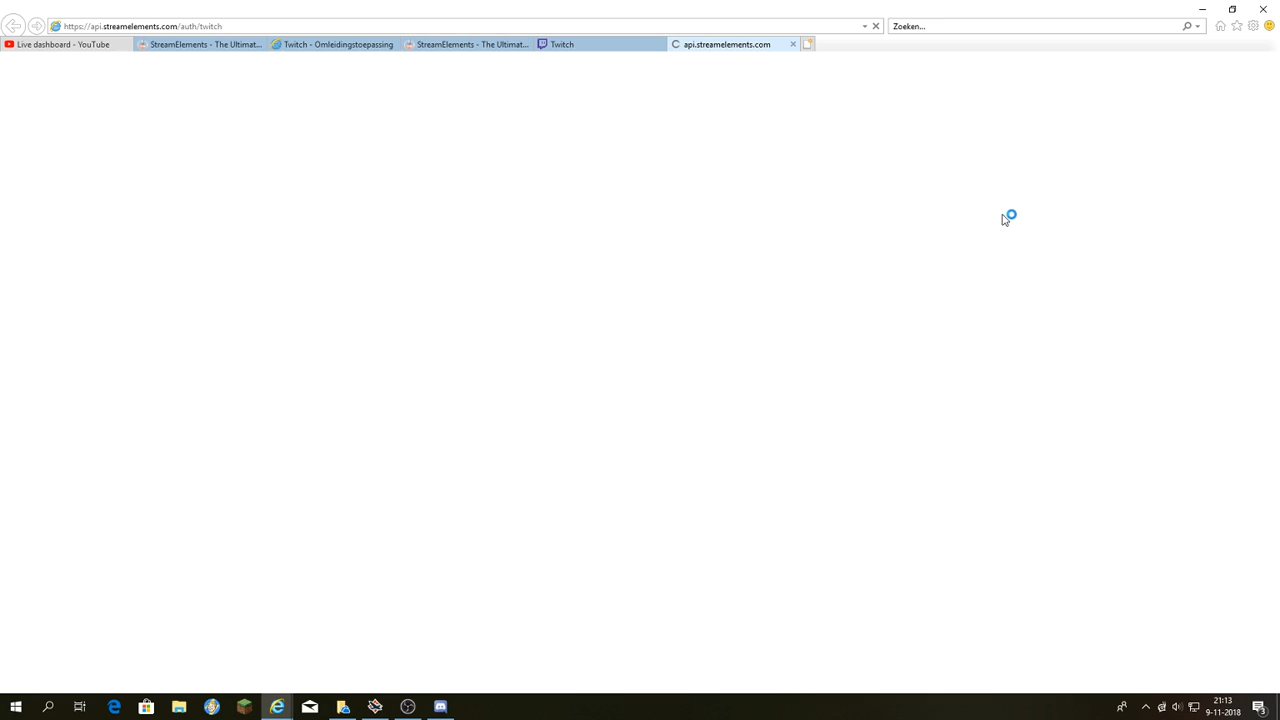 https://api.streamelements.com/auth/twitch
Zoeken...
Live dashboard - YouTube
StreamElements - The Ultimat...
Twitch - Omleidingstoepassing
StreamElements - The Ultimat...
Twitch
api.streamelements.com
21:13
9-11-2018
3